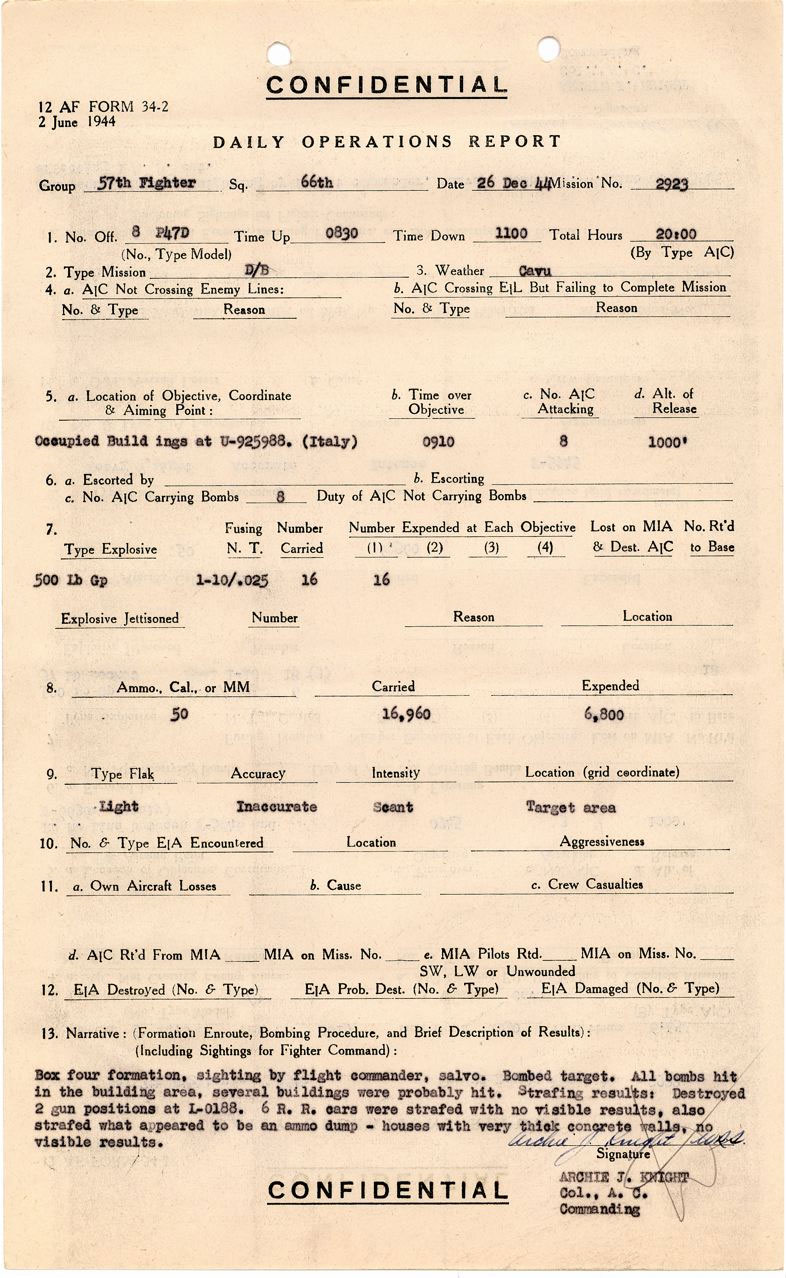 CONFIDENTIAL
12 AF FORM 34-2
2 June 1944
DAILY OPERATIONS REPORT
Group 57th Fighter Sq. 66th Date 26 Dec 44 Mission No. 2923
1. No. Off. 8 P47D Time Up 0830 Time Down 1100 Total Hours 20:00
(No., Type Model) (By Type A|C)
2. Type Mission D/B 3. Weather Cavu
4. a. A|C Not Crossing Enemy Lines: b. A|C Crossing E|L But Failing to Complete Mission
No. & Type Reason No. & Type Reason
5. a. Location of Objective, Coordinate b. Time over c. No. A|C d. Alt. of
& Aiming Point: Objective Attacking Release
Occupied Build ings at U-925988. (Italy) 0910 8 1000'
6. a. Escorted by b. Escorting
c. No. A|C Carrying Bombs 8 Duty of A|C Not Carrying Bombs
7. Fusing Number Number Expended at Each Objective Lost on MIA No. Rt'd
Type Explosive N. T. Carried (1) (2) (3) (4) & Dest. A|C to Base
500 Lb Gp 1-10/.025 16 16
Explosive Jettisoned Number Reason Location
8. Ammo., Cal., or MM Carried Expended
50 16,960 6,800
9. Type Flak Accuracy Intensity Location (grid coordinate)
Light Inaccurate Scant Target area
10. No. & Type E|A Encountered Location Aggressiveness
11. a. Own Aircraft Losses b. Cause c. Crew Casualties
d. A|C Rt'd From MIA MIA on Miss. No. e. MIA Pilots Rtd. MIA on Miss. No.
SW, LW or Unwounded
12. E|A Destroyed (No. & Type) E|A Prob. Dest. (No. & Type) E|A Damaged (No. & Type)
13. Narrative: (Formation Enroute, Bombing Procedure, and Brief Description of Results):
(Including Sightings for Fighter Command):
Box four formation, sighting by flight commander, salvo. Bombed target. All bombs hit
in the building area, several buildings were probably hit. Strafing results: Destroyed
2 gun positions at L-0188. 6 R. R. cars were strafed with no visible results, also
strafed what appeared to be an ammo dump - houses with very thick concrete walls, no
visible results. Archie J. Knight
Signature
ARCHIE J. KNIGHT
CONFIDENTIAL Col., A. C.
Commanding